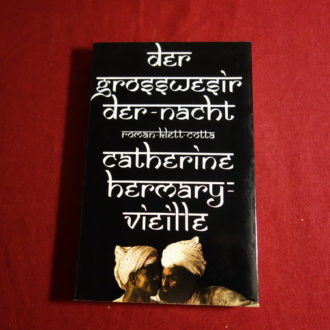 der
grosswesir
der-nacht
roman-klett-cotta
catherine
hermary-
vieille